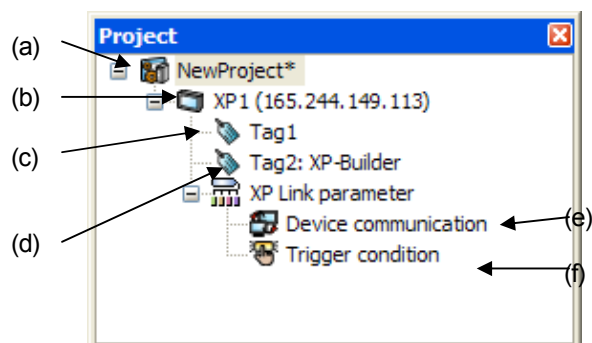 Project
(a) NewProject*
(b) XP1 (165.244.149.113)
(c) Tag1
Tag2: XP-Builder
XP Link parameter
(d) Device communication (e)
Trigger condition (f)